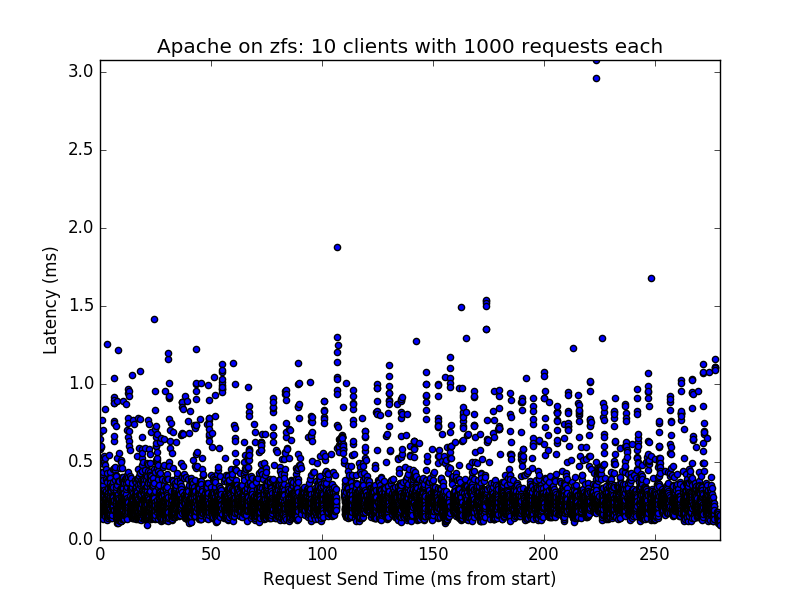 Apache on zfs: 10 clients with 1000 requests each
3.0
2.5
2.0
1.5
1.0
0.5
0.0
Latency (ms)
0 50 100 150 200 250
Request Send Time (ms from start)